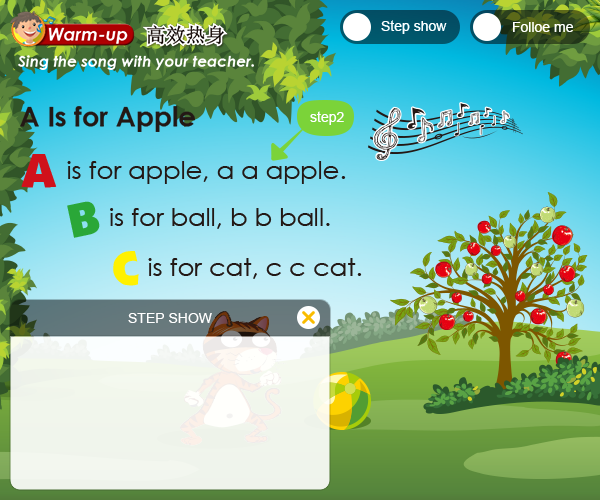 Warm-up 高效热身
Step show
Folloe me
Sing the song with your teacher.
A Is for Apple
step2
A is for apple, a a apple.
B is for ball, b b ball.
C is for cat, c c cat.
STEP SHOW